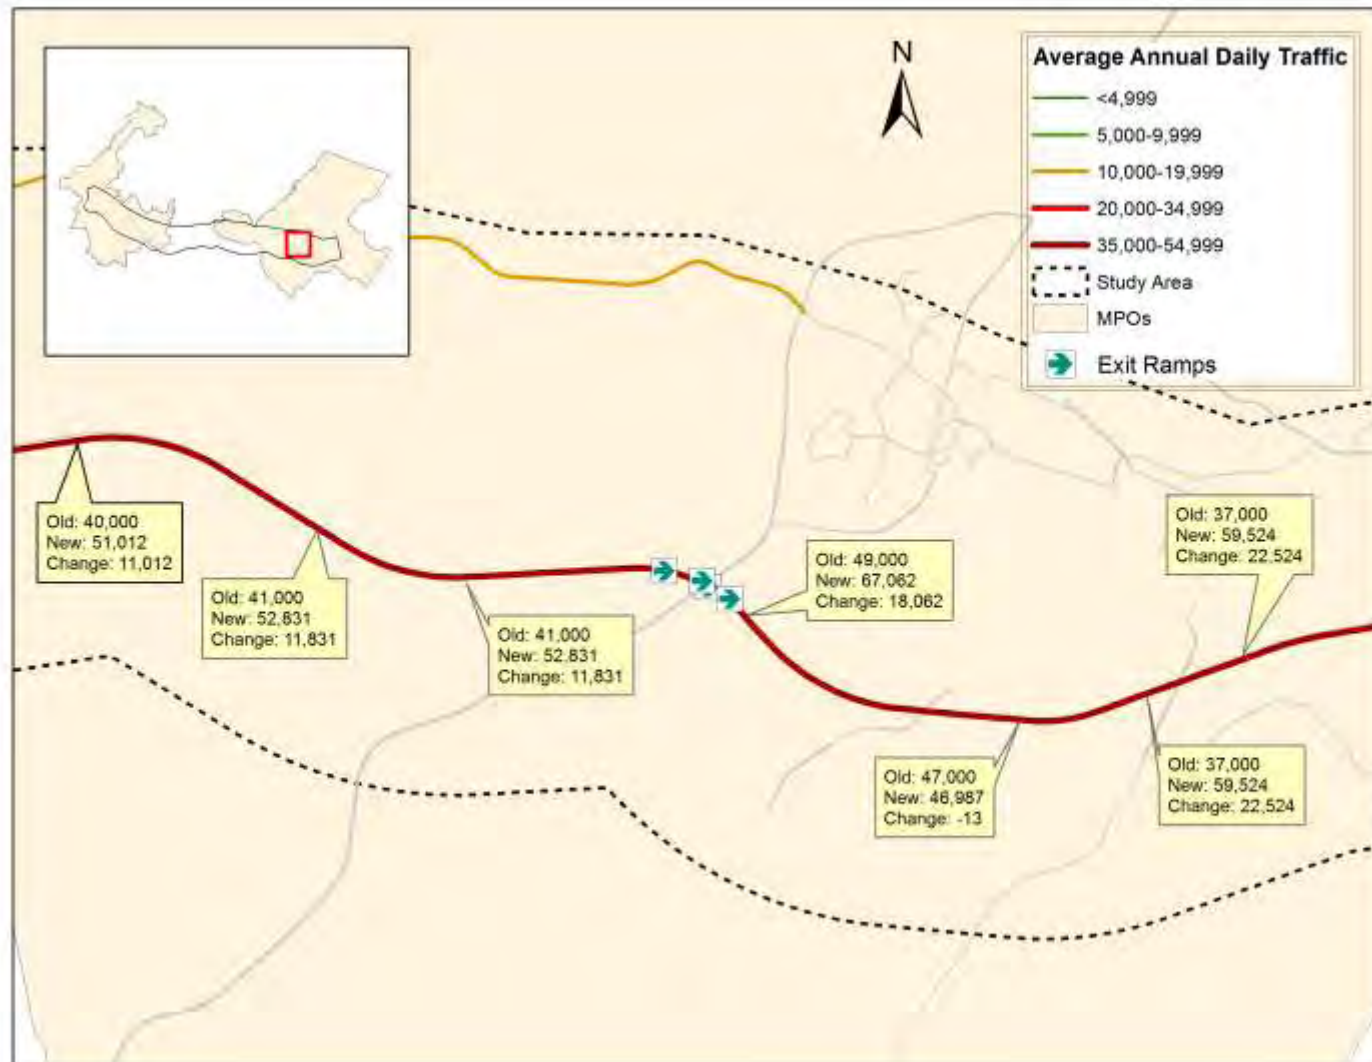 N
Average Annual Daily Traffic
<4,999
5,000-9,999
10,000-19,999
20,000-34,999
35,000-54,999
Study Area
MPOs
Exit Ramps
Old: 40,000
New: 51,012
Change: 11,012
Old: 41,000
New: 52,831
Change: 11,831
Old: 41,000
New: 52,831
Change: 11,831
Old: 49,000
New: 67,062
Change: 18,062
Old: 37,000
New: 59,524
Change: 22,524
Old: 47,000
New: 46,987
Change: -13
Old: 37,000
New: 59,524
Change: 22,524